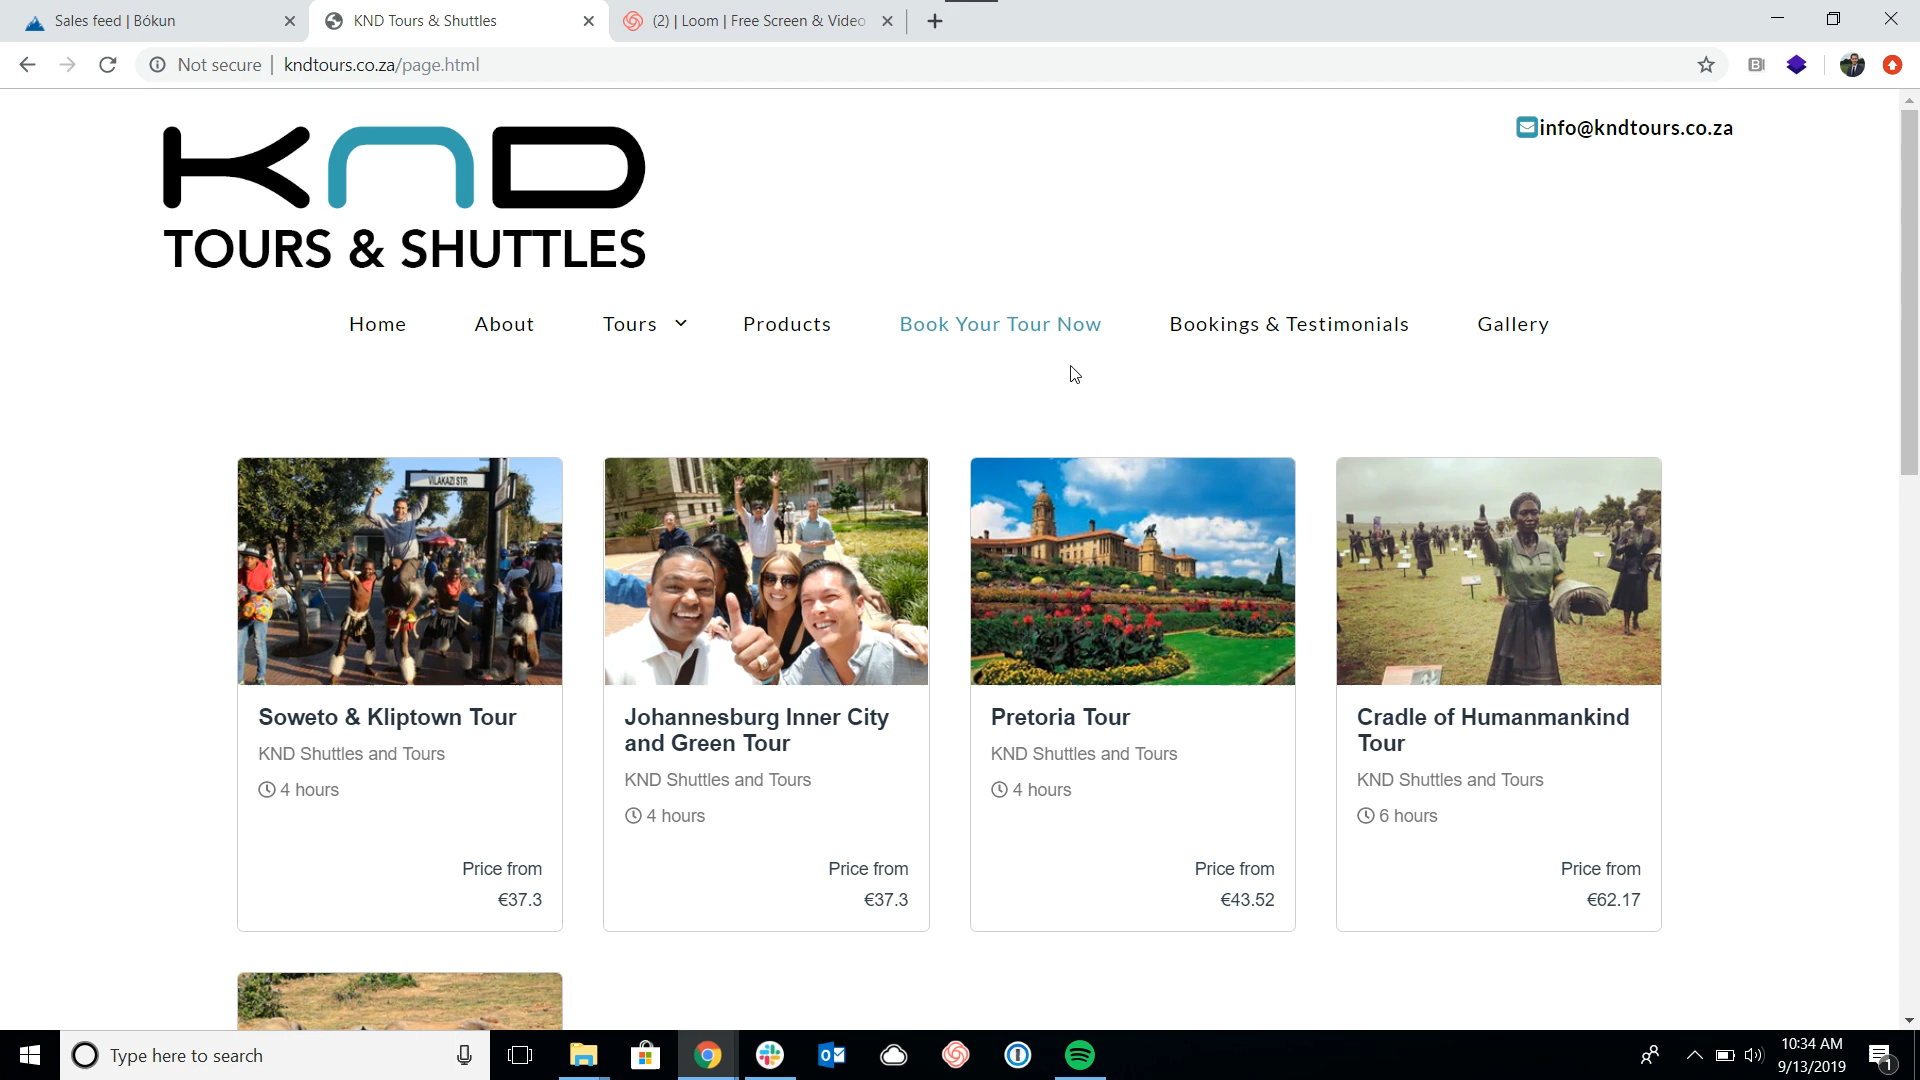 Sales feed | Bókun
KND Tours & Shuttles
(2) | Loom | Free Screen & Video
Not secure | kndtours.co.za/page.html
KND
TOURS & SHUTTLES
info@kndtours.co.za
Home About Tours Products Book Your Tour Now Bookings & Testimonials Gallery
VILAKAZI STR
Soweto & Kliptown Tour
KND Shuttles and Tours
4 hours
Price from
€37.3
Johannesburg Inner City
and Green Tour
KND Shuttles and Tours
4 hours
Price from
€37.3
Pretoria Tour
KND Shuttles and Tours
4 hours
Price from
€43.52
Cradle of Humanmankind
Tour
KND Shuttles and Tours
6 hours
Price from
€62.17
Type here to search
10:34 AM
9/13/2019
1